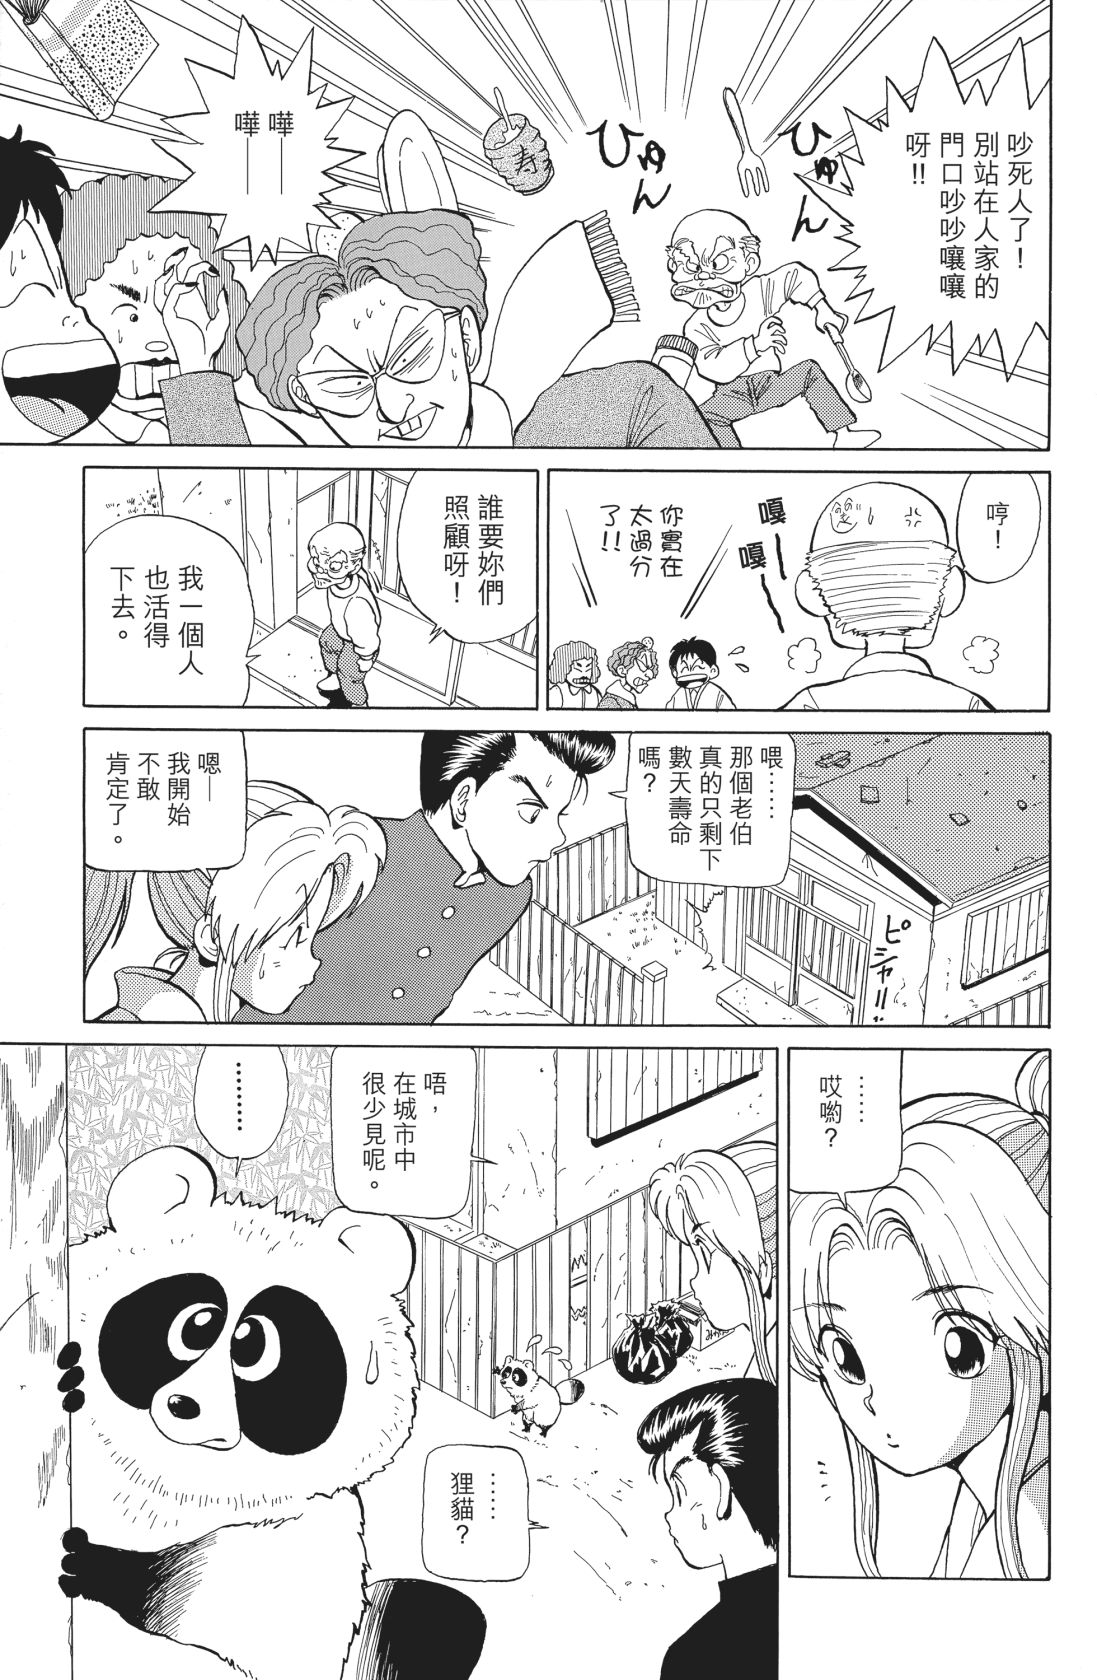 吵死人了！
別站在人家的
門口吵吵嚷嚷
呀!!
ひゅん
ひゅん
寿
嘩──
嘩──
哼！
嘎─
嘎─
你實在
太過分
了!!
誰要妳們
照顧呀！
我一個人
也活得
下去。
喂⋯⋯
那個老伯
真的只剩下
數天壽命
嗎？
ピシャ!!
嗯─
我開始
不敢
肯定了。
⋯⋯
哎喲？
唔，
在城市中
很少見呢。
⋯⋯
狸貓？
⋯⋯⋯